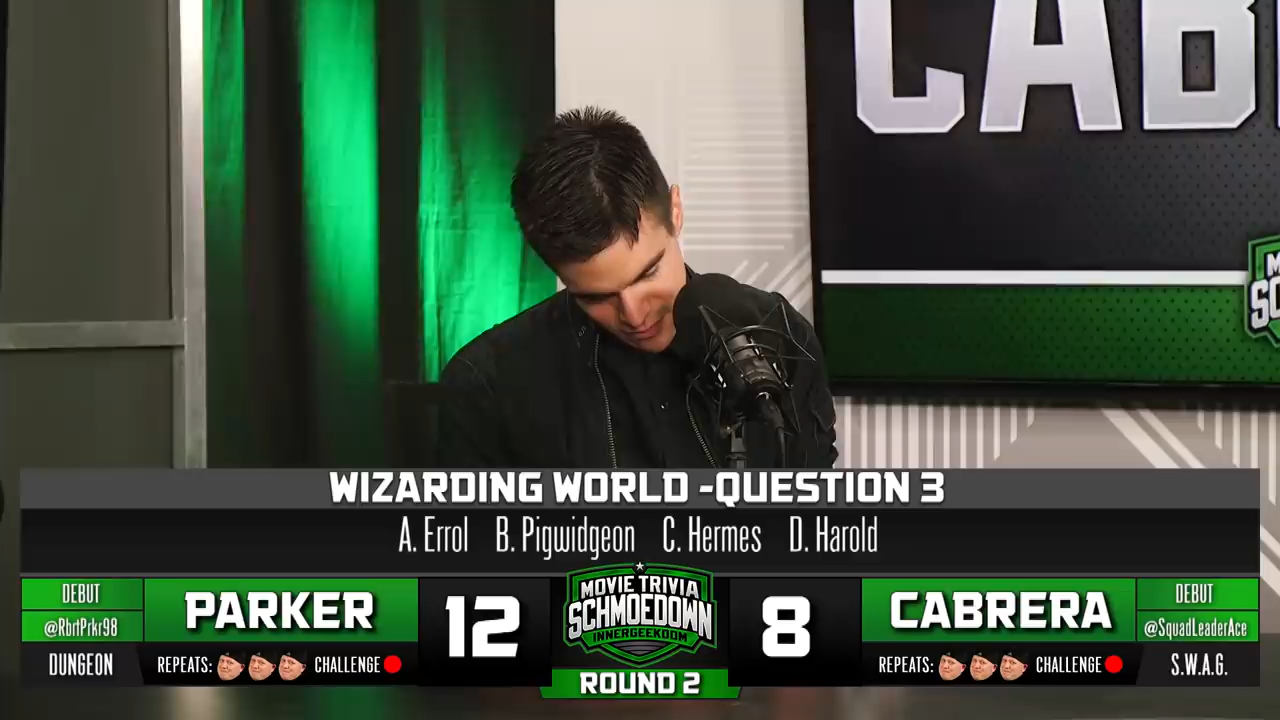 CAB
WIZARDING WORLD -QUESTION 3
A. Errol B. Pigwidgeon C. Hermes D. Harold
DEBUT
@RbrtPrkr98
DUNGEON
PARKER
REPEATS: CHALLENGE
12
MOVIE TRIVIA
SCHMOEDOWN
INNERGEEKDOM
ROUND 2
8
CABRERA
REPEATS: CHALLENGE
DEBUT
@SquadLeaderAce
S.W.A.G.